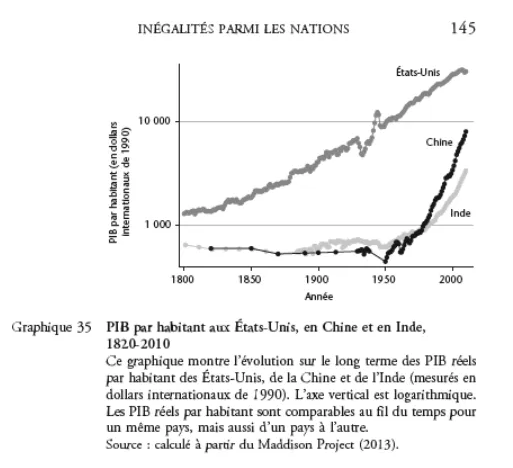 INÉGALITÉS PARMI LES NATIONS 145
États-Unis
10 000
Chine
PIB par habitant (en dollars
internationaux de 1990)
Inde
1 000
1800 1850 1900 1950 2000
Année
Graphique 35 PIB par habitant aux États-Unis, en Chine et en Inde,
1820-2010
Ce graphique montre l'évolution sur le long terme des PIB réels
par habitant des États-Unis, de la Chine et de l'Inde (mesurés en
dollars internationaux de 1990). L'axe vertical est logarithmique.
Les PIB réels par habitant sont comparables au fil du temps pour
un même pays, mais aussi d'un pays à l'autre.
Source : calculé à partir du Maddison Project (2013).